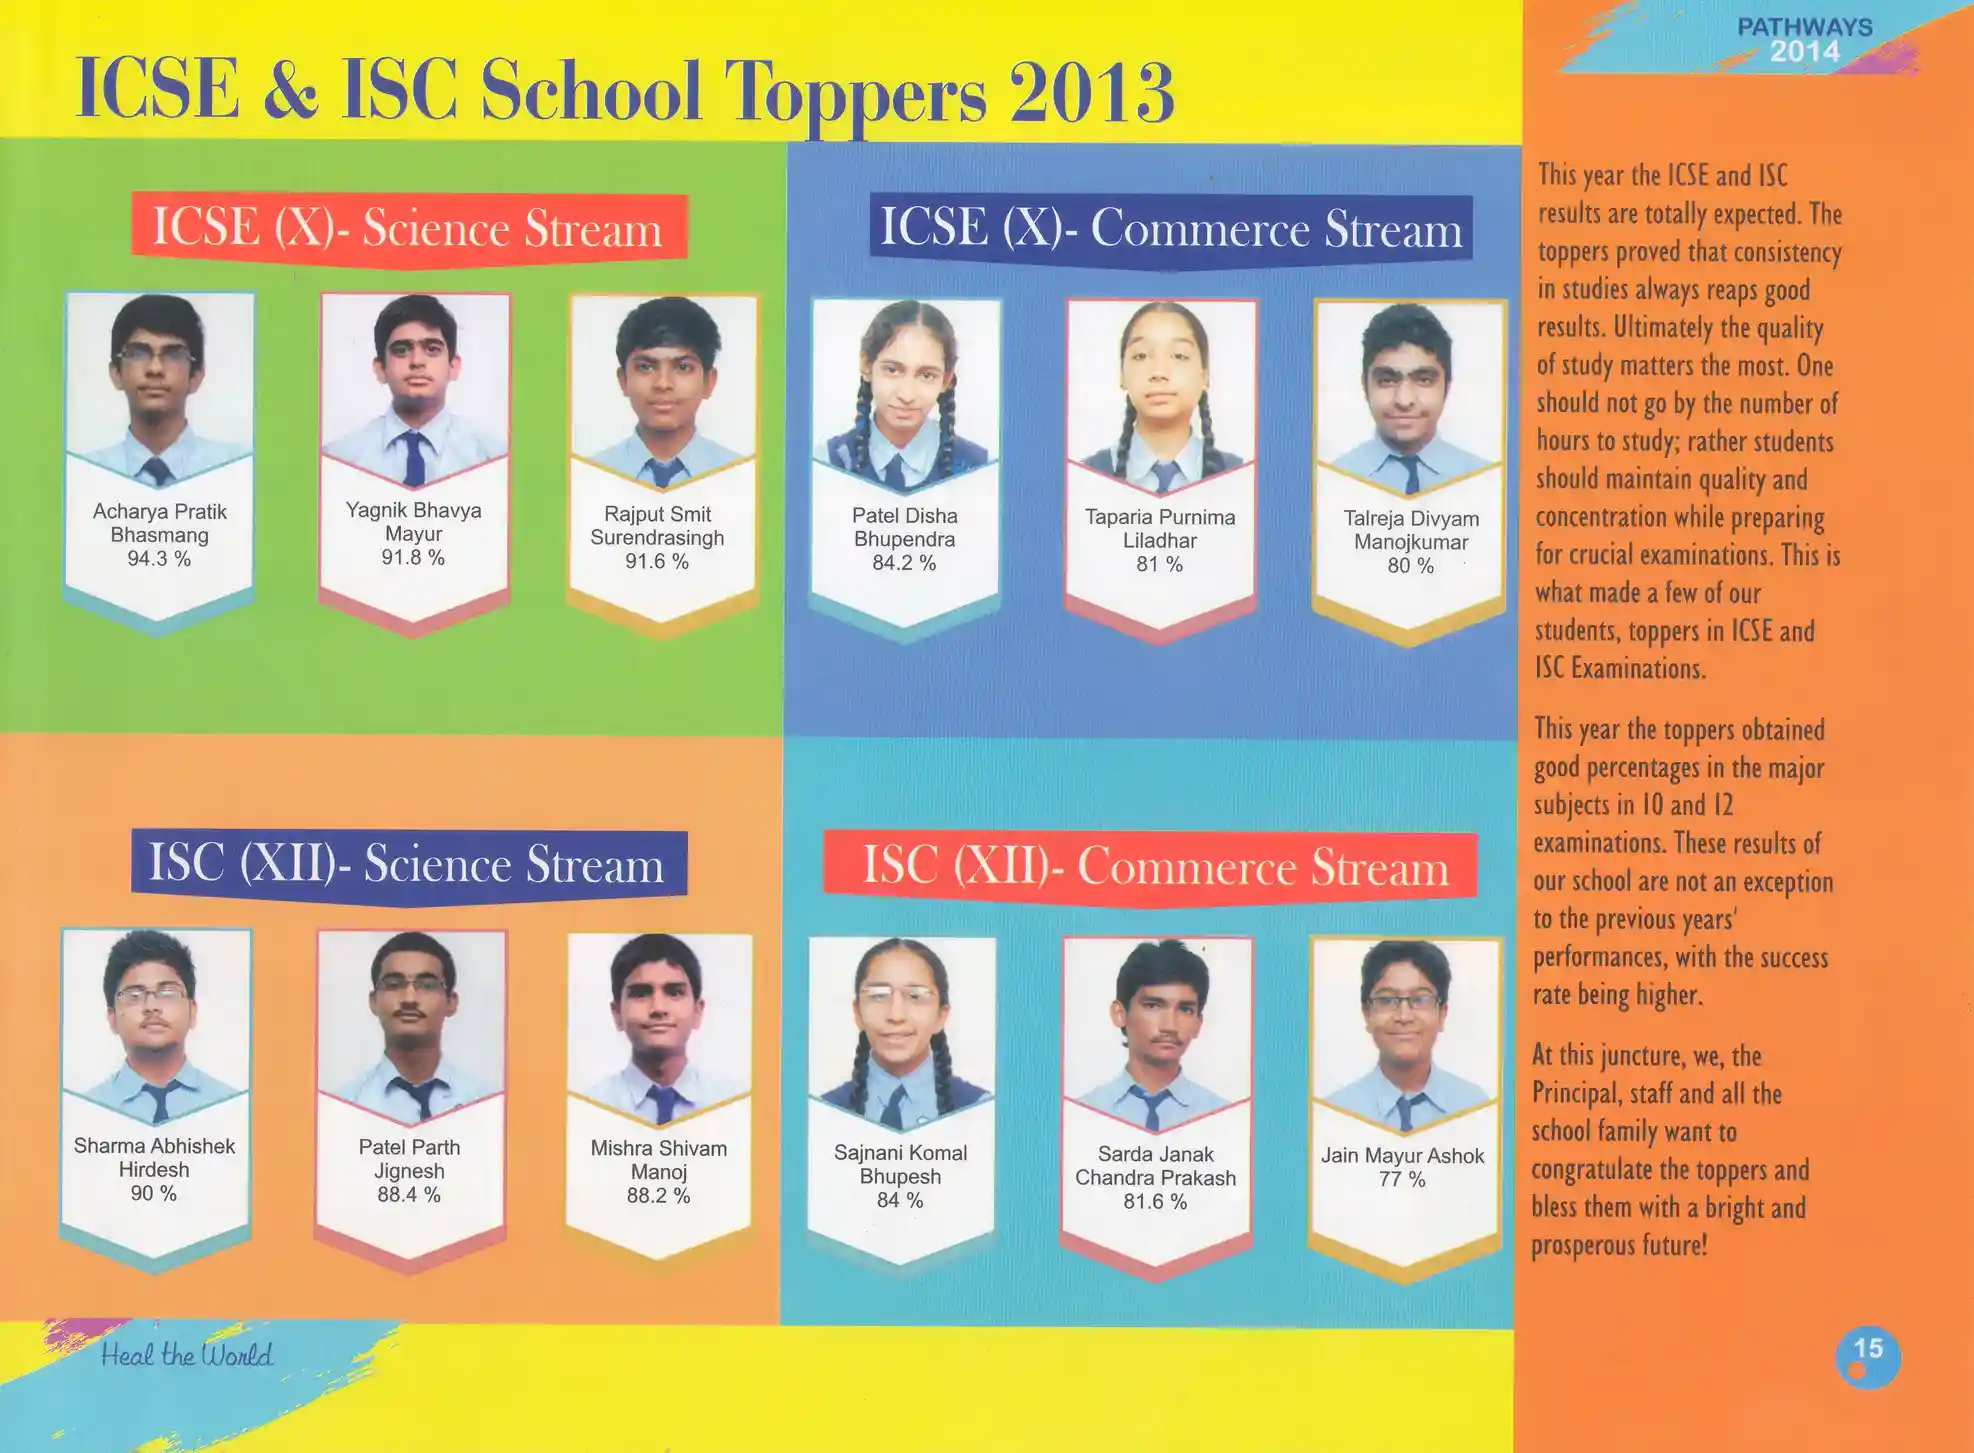 PATHWAYS
2014
ICSE & ISC School Toppers 2013
ICSE (X)- Science Stream
Acharya Pratik
Bhasmang
94.3 %
Yagnik Bhavya
Mayur
91.8 %
Rajput Smit
Surendrasingh
91.6 %
ICSE (X)- Commerce Stream
Patel Disha
Bhupendra
84.2 %
Taparia Purnima
Liladhar
81 %
Talreja Divyam
Manojkumar
80 %
ISC (XII)- Science Stream
Sharma Abhishek
Hirdesh
90 %
Patel Parth
Jignesh
88.4 %
Mishra Shivam
Manoj
88.2 %
ISC (XII)- Commerce Stream
Sajnani Komal
Bhupesh
84 %
Sarda Janak
Chandra Prakash
81.6 %
Jain Mayur Ashok
77 %
This year the ICSE and ISC
results are totally expected. The
toppers proved that consistency
in studies always reaps good
results. Ultimately the quality
of study matters the most. One
should not go by the number of
hours to study; rather students
should maintain quality and
concentration while preparing
for crucial examinations. This is
what made a few of our
students, toppers in ICSE and
ISC Examinations.
This year the toppers obtained
good percentages in the major
subjects in 10 and 12
examinations. These results of
our school are not an exception
to the previous years'
performances, with the success
rate being higher.
At this juncture, we, the
Principal, staff and all the
school family want to
congratulate the toppers and
bless them with a bright and
prosperous future!
Heal the World
15